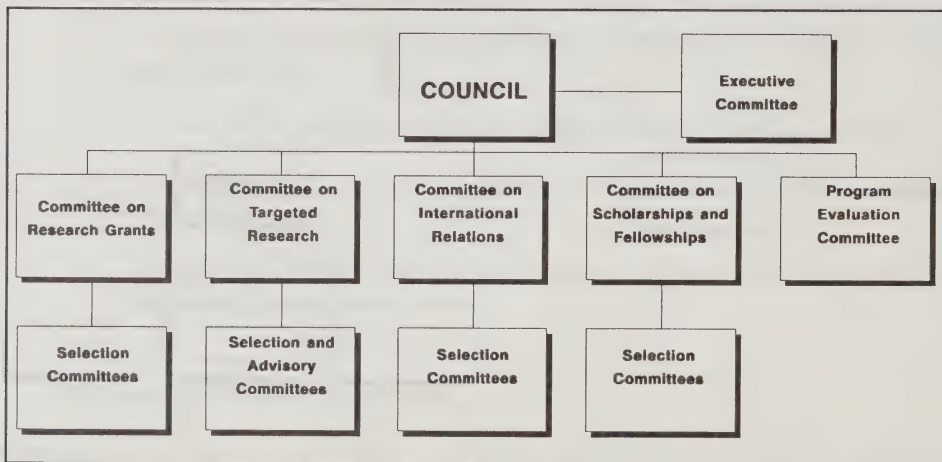 COUNCIL
Executive
Committee
Committee on
Research Grants
Committee on
Targeted
Research
Committee on
International
Relations
Committee on
Scholarships and
Fellowships
Program
Evaluation
Committee
Selection
Committees
Selection and
Advisory
Committees
Selection
Committees
Selection
Committees